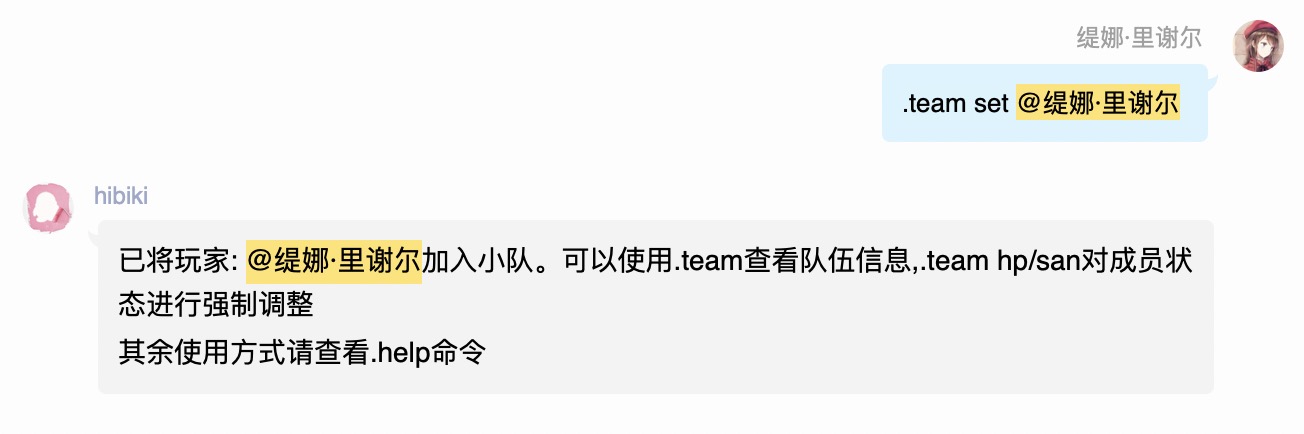 缇娜·里谢尔
.team set @缇娜·里谢尔
hibiki
已将玩家: @缇娜·里谢尔加入小队。可以使用.team查看队伍信息,.team hp/san对成员状
态进行强制调整
其余使用方式请查看.help命令